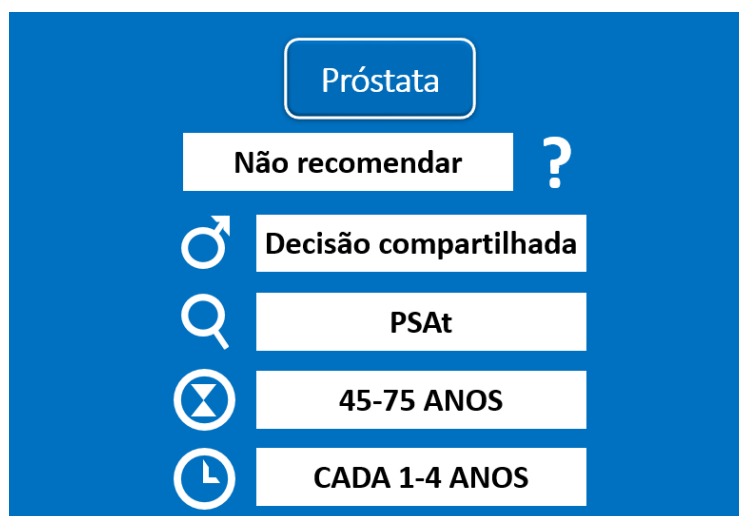 Próstata
Não recomendar ?
Decisão compartilhada
PSAt
45-75 ANOS
CADA 1-4 ANOS